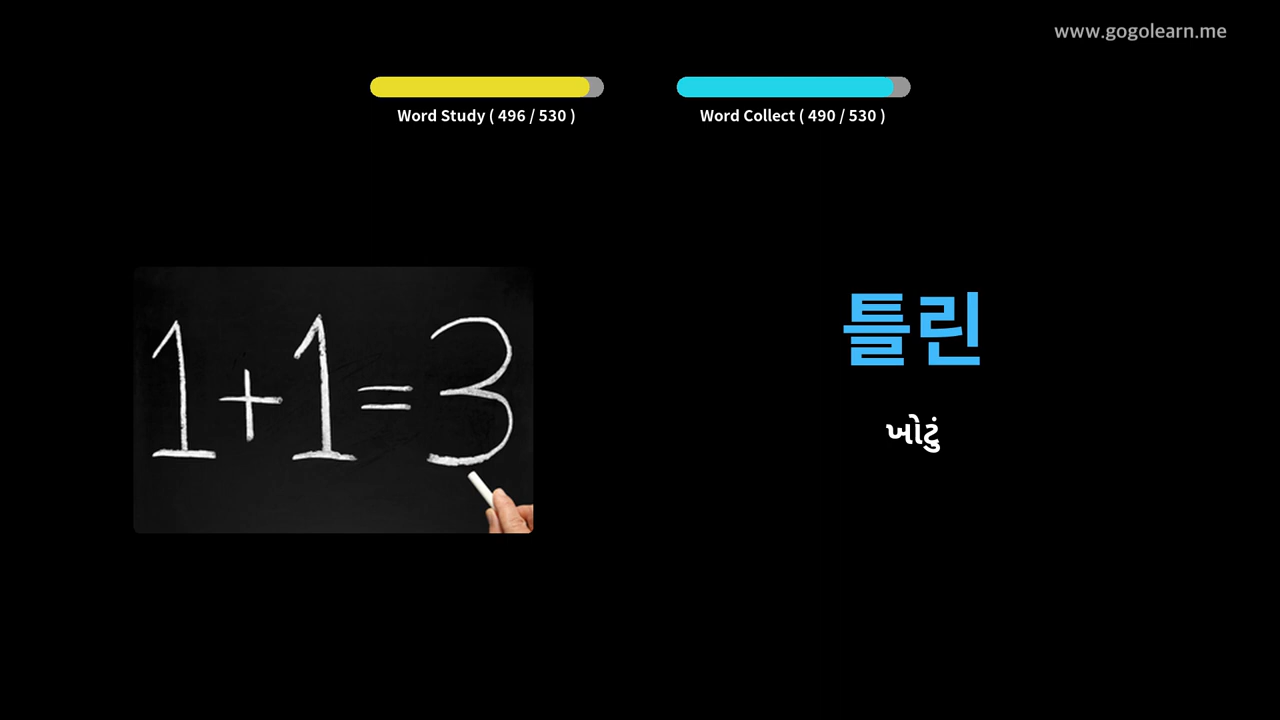 www.gogolearn.me
Word Study ( 496 / 530 )
Word Collect ( 490 / 530 )
1+1=3
틀린
ખોટું